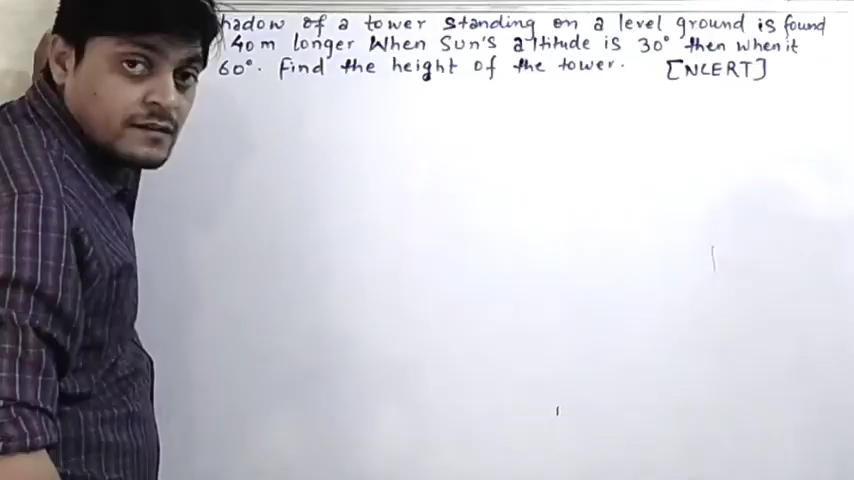 hadow of a tower standing on a level ground is found
40 m longer When Sun's altitude is 30° then when it
60°. find the height of the tower. [NCERT]